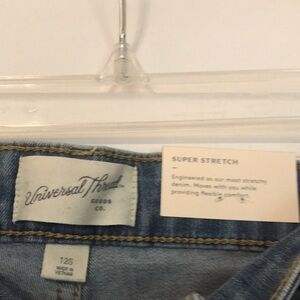 Universal Thread
GOODS
CO.
SUPER STRETCH
Engineered as our most stretchy
denim. Moves with you while
providing flexible comfort.
12S
MADE IN
VIETNAM